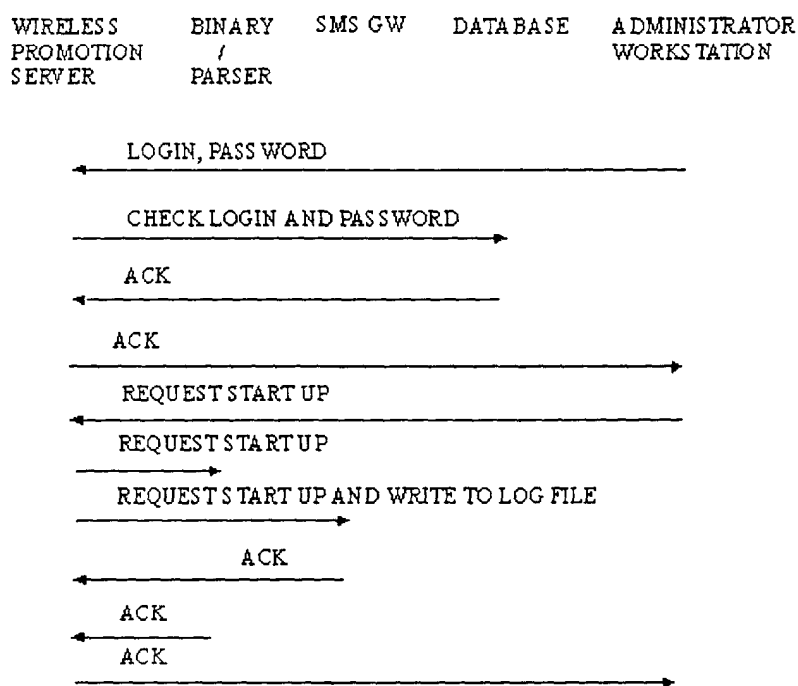 WIRELESS PROMOTION SERVER
BINARY / PARSER
SMS GW
DATABASE
ADMINISTRATOR WORKSTATION
LOGIN, PASSWORD
CHECK LOGIN AND PASSWORD
ACK
ACK
REQUEST START UP
REQUEST START UP
REQUEST START UP AND WRITE TO LOG FILE
ACK
ACK
ACK